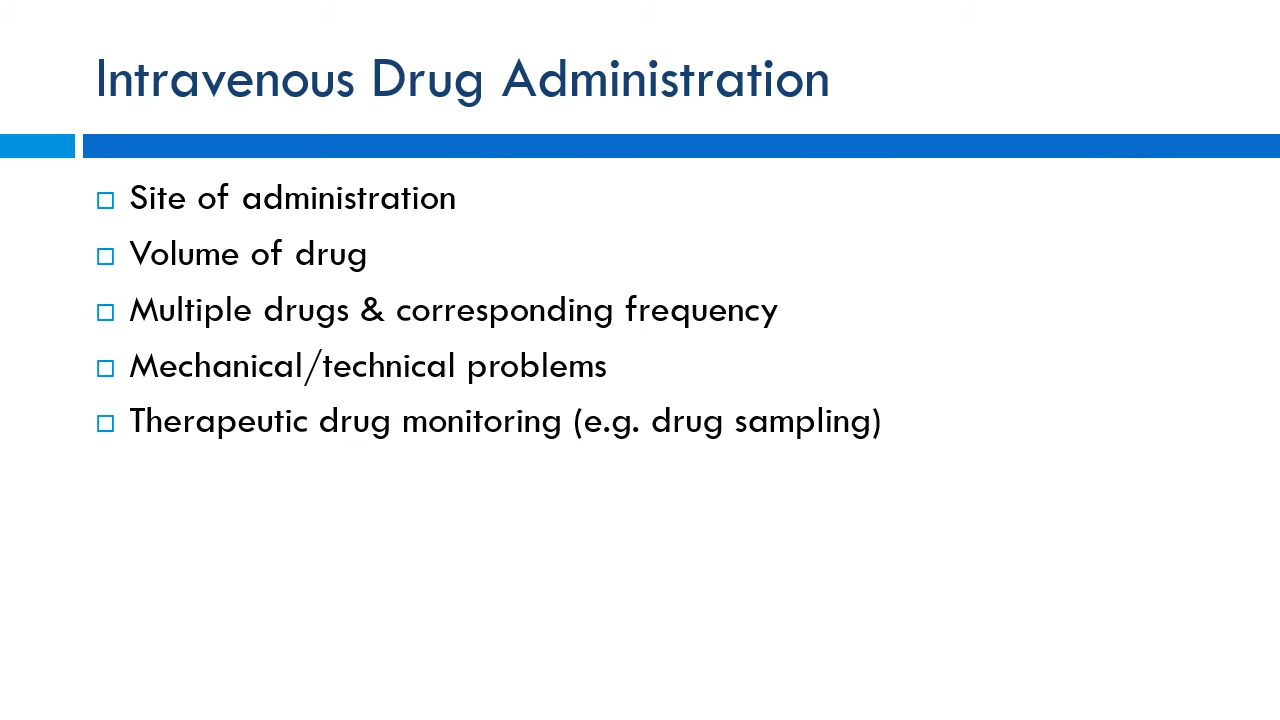 Intravenous Drug Administration
Site of administration
Volume of drug
Multiple drugs & corresponding frequency
Mechanical/technical problems
Therapeutic drug monitoring (e.g. drug sampling)